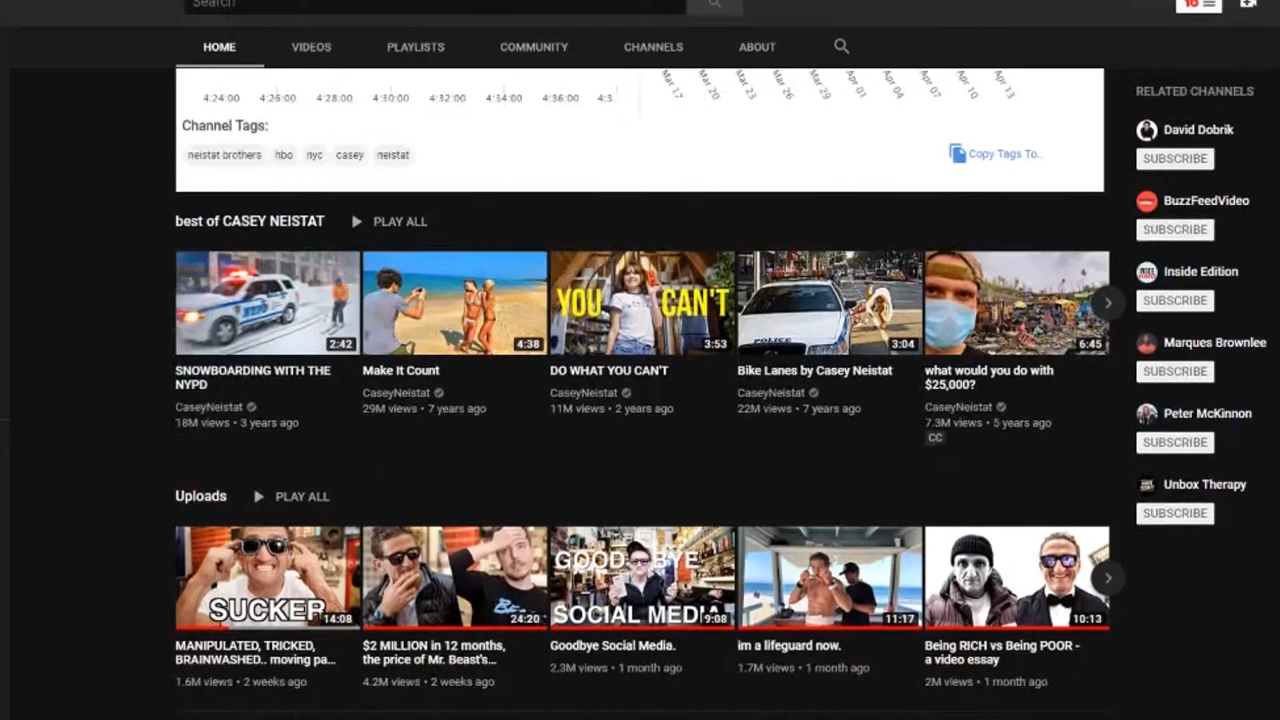 Search
HOME VIDEOS PLAYLISTS COMMUNITY CHANNELS ABOUT
4:24:00 4:26:00 4:28:00 4:30:00 4:32:00 4:34:00 4:36:00 4:3
Mar 17 Mar 20 Mar 23 Mar 26 Mar 29 Apr 01 Apr 04 Apr 07 Apr 10 Apr 13
Channel Tags:
neistat brothers hbo nyc casey neistat
Copy Tags To..
best of CASEY NEISTAT PLAY ALL
NYPD
2:42
4:38
YOU CAN'T
3:53
POLICE
3:04
6:45
SNOWBOARDING WITH THE
NYPD
CaseyNeistat
18M views • 3 years ago
Make It Count
CaseyNeistat
29M views • 7 years ago
DO WHAT YOU CAN'T
CaseyNeistat
11M views • 2 years ago
Bike Lanes by Casey Neistat
CaseyNeistat
22M views • 7 years ago
what would you do with
$25,000?
CaseyNeistat
7.3M views • 5 years ago
CC
Uploads PLAY ALL
SUCKER
14:08
24:20
GOOD BYE
SOCIAL MEDIA
9:08
11:17
10:13
MANIPULATED, TRICKED,
BRAINWASHED.. moving pa...
1.6M views • 2 weeks ago
$2 MILLION in 12 months,
the price of Mr. Beast's...
4.2M views • 2 weeks ago
Goodbye Social Media.
2.3M views • 1 month ago
im a lifeguard now.
1.7M views • 1 month ago
Being RICH vs Being POOR -
a video essay
2M views • 1 month ago
RELATED CHANNELS
David Dobrik
SUBSCRIBE
BuzzFeedVideo
SUBSCRIBE
Inside Edition
SUBSCRIBE
Marques Brownlee
SUBSCRIBE
Peter McKinnon
SUBSCRIBE
Unbox Therapy
SUBSCRIBE